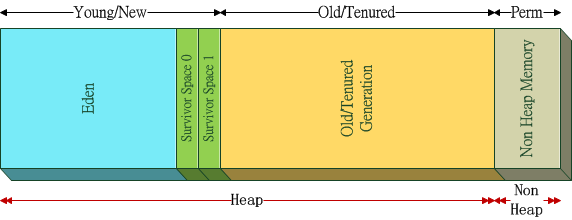 Young/New
Old/Tenured
Perm
Eden
Survivor Space 0
Survivor Space 1
Old/Tenured
Generation
Non Heap Memory
Heap
Non
Heap